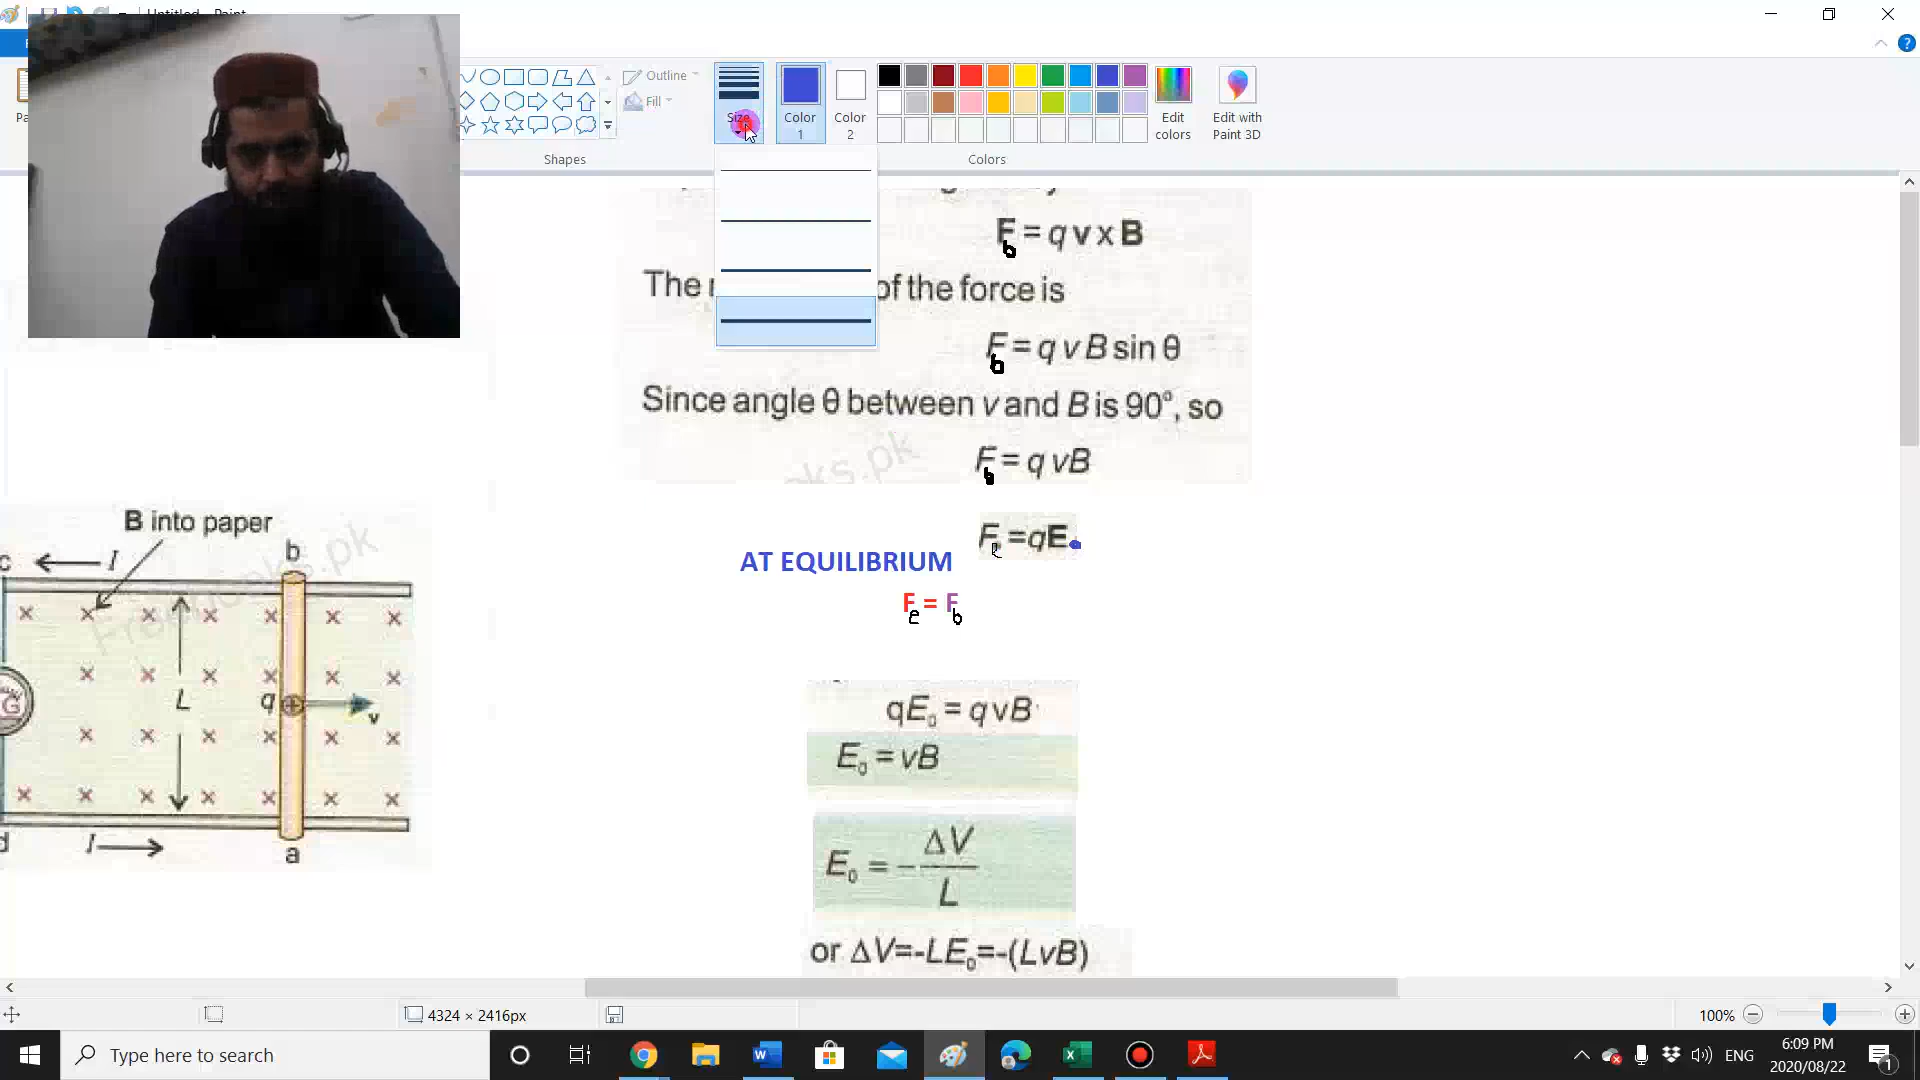 Untitled - Paint
Outline
Fill
Size
Color
1
Color
2
Edit
colors
Edit with
Paint 3D
Shapes
Colors
F = q v x B
b
The
of the force is
F = q v B sin θ
b
Since angle θ between v and B is 90°, so
F = q vB
b
F = qE
AT EQUILIBRIUM
F = F
e b
B into paper
c
I
b
L
q
v
G
d
I
a
qE₀ = q vB
E₀ = vB
E₀ = - ΔV
L
or ΔV=-LE₀=-(LvB)
4324 × 2416px
100%
Type here to search
ENG
6:09 PM
2020/08/22
1